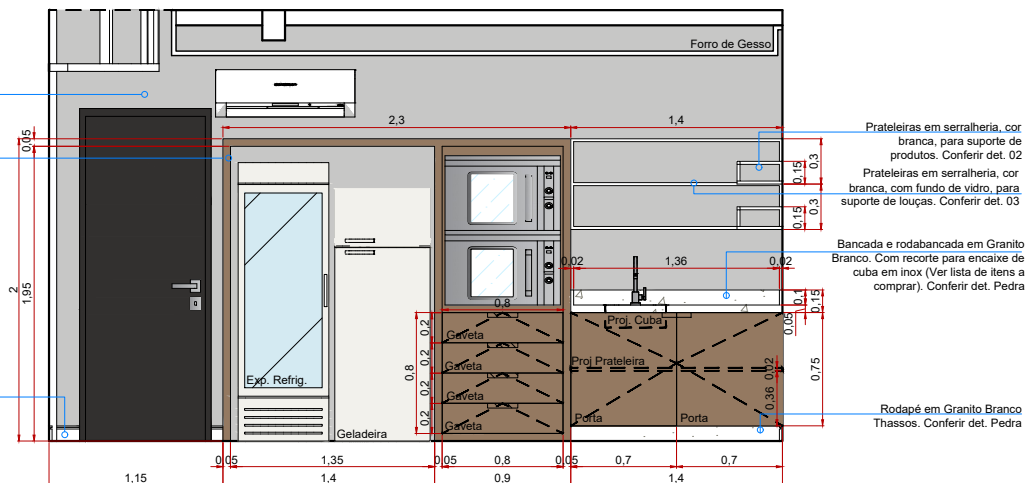 Forro de Gesso
2,3
1,4
0,05
Prateleiras em serralheria, cor
branca, para suporte de
produtos. Conferir det. 02
0,15
0,3
Prateleiras em serralheria, cor
branca, com fundo de vidro, para
suporte de louças. Conferir det. 03
0,15
0,3
Bancada e rodabancada em Granito
Branco. Com recorte para encaixe de
cuba em inox (Ver lista de itens a
comprar). Conferir det. Pedra
0,02
1,36
0,02
2
1,95
0,1
0,15
0,05
0,8
Proj. Cuba
0,8
0,2
0,2
0,2
0,2
Gaveta
Gaveta
Gaveta
Gaveta
Proj Prateleira
0,02
0,36
0,75
Exp. Refrig.
Geladeira
Porta
Porta
Rodapé em Granito Branco
Thassos. Conferir det. Pedra
0,05
1,35
0,05
0,8
0,05
0,7
0,7
1,15
1,4
0,9
1,4